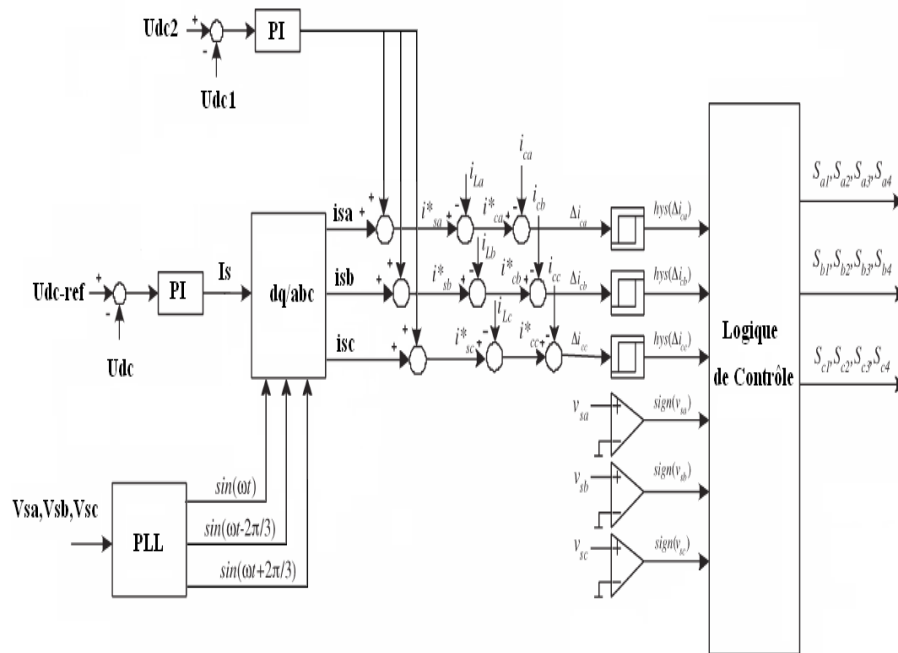 Udc2
+
-
PI
Udc1
Udc-ref
+
-
PI
Is
Udc
dq/abc
isa
isb
isc
+
+
+
+
+
+
i*sa
i*sb
i*sc
iLa
iLb
iLc
+
-
+
-
+
-
i*ca
i*cb
i*cc
ica
icb
icc
+
-
+
-
+
-
Δica
Δicb
Δicc
hys(Δica)
hys(Δicb)
hys(Δicc)
vsa
+
-
sign(vsa)
vsb
+
-
sign(vsb)
vsc
+
-
sign(vsc)
Logique
de Contrôle
Sa1,Sa2,Sa3,Sa4
Sb1,Sb2,Sb3,Sb4
Sc1,Sc2,Sc3,Sc4
Vsa,Vsb,Vsc
PLL
sin(ωt)
sin(ωt-2π/3)
sin(ωt+2π/3)